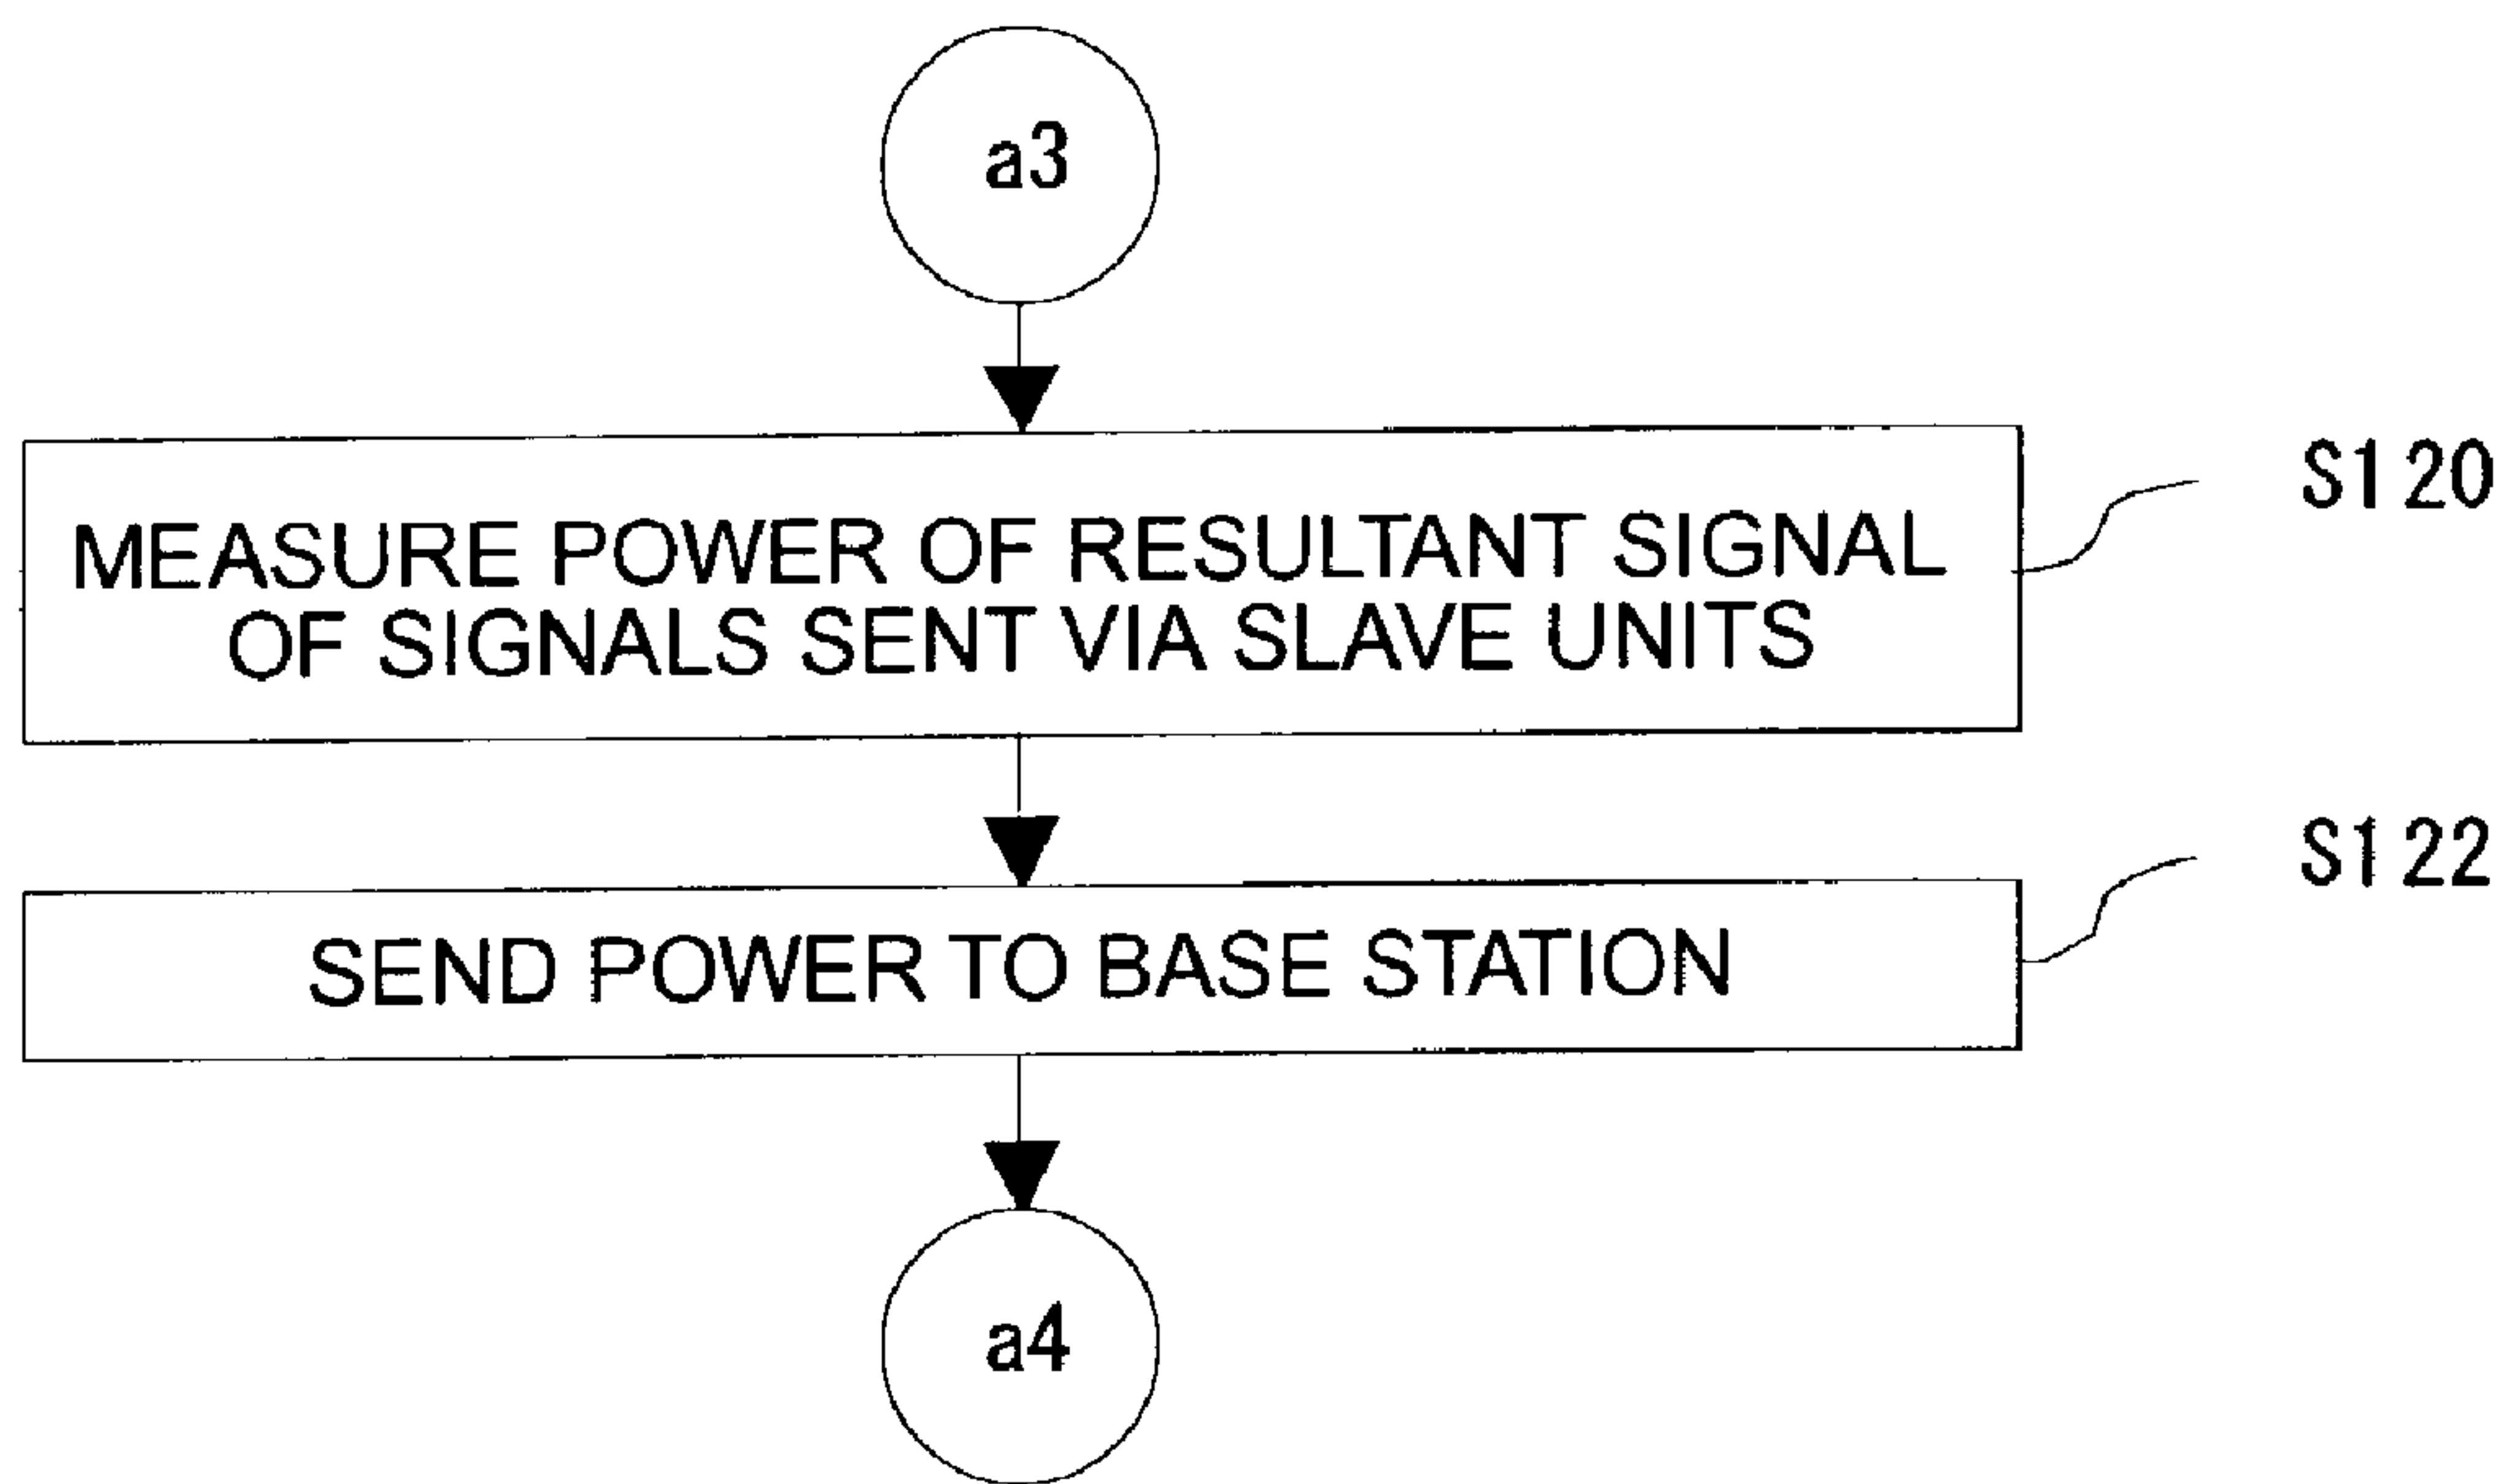 a3
MEASURE POWER OF RESULTANT SIGNAL
OF SIGNALS SENT VIA SLAVE UNITS
S120
SEND POWER TO BASE STATION
S122
a4